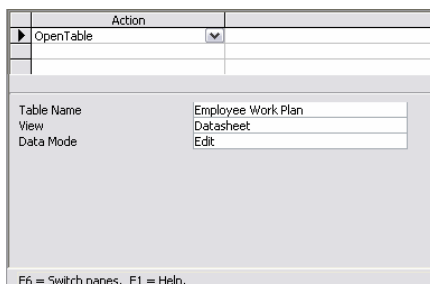 Action
OpenTable
Table Name Employee Work Plan
View Datasheet
Data Mode Edit
F6 = Switch panes. F1 = Help.